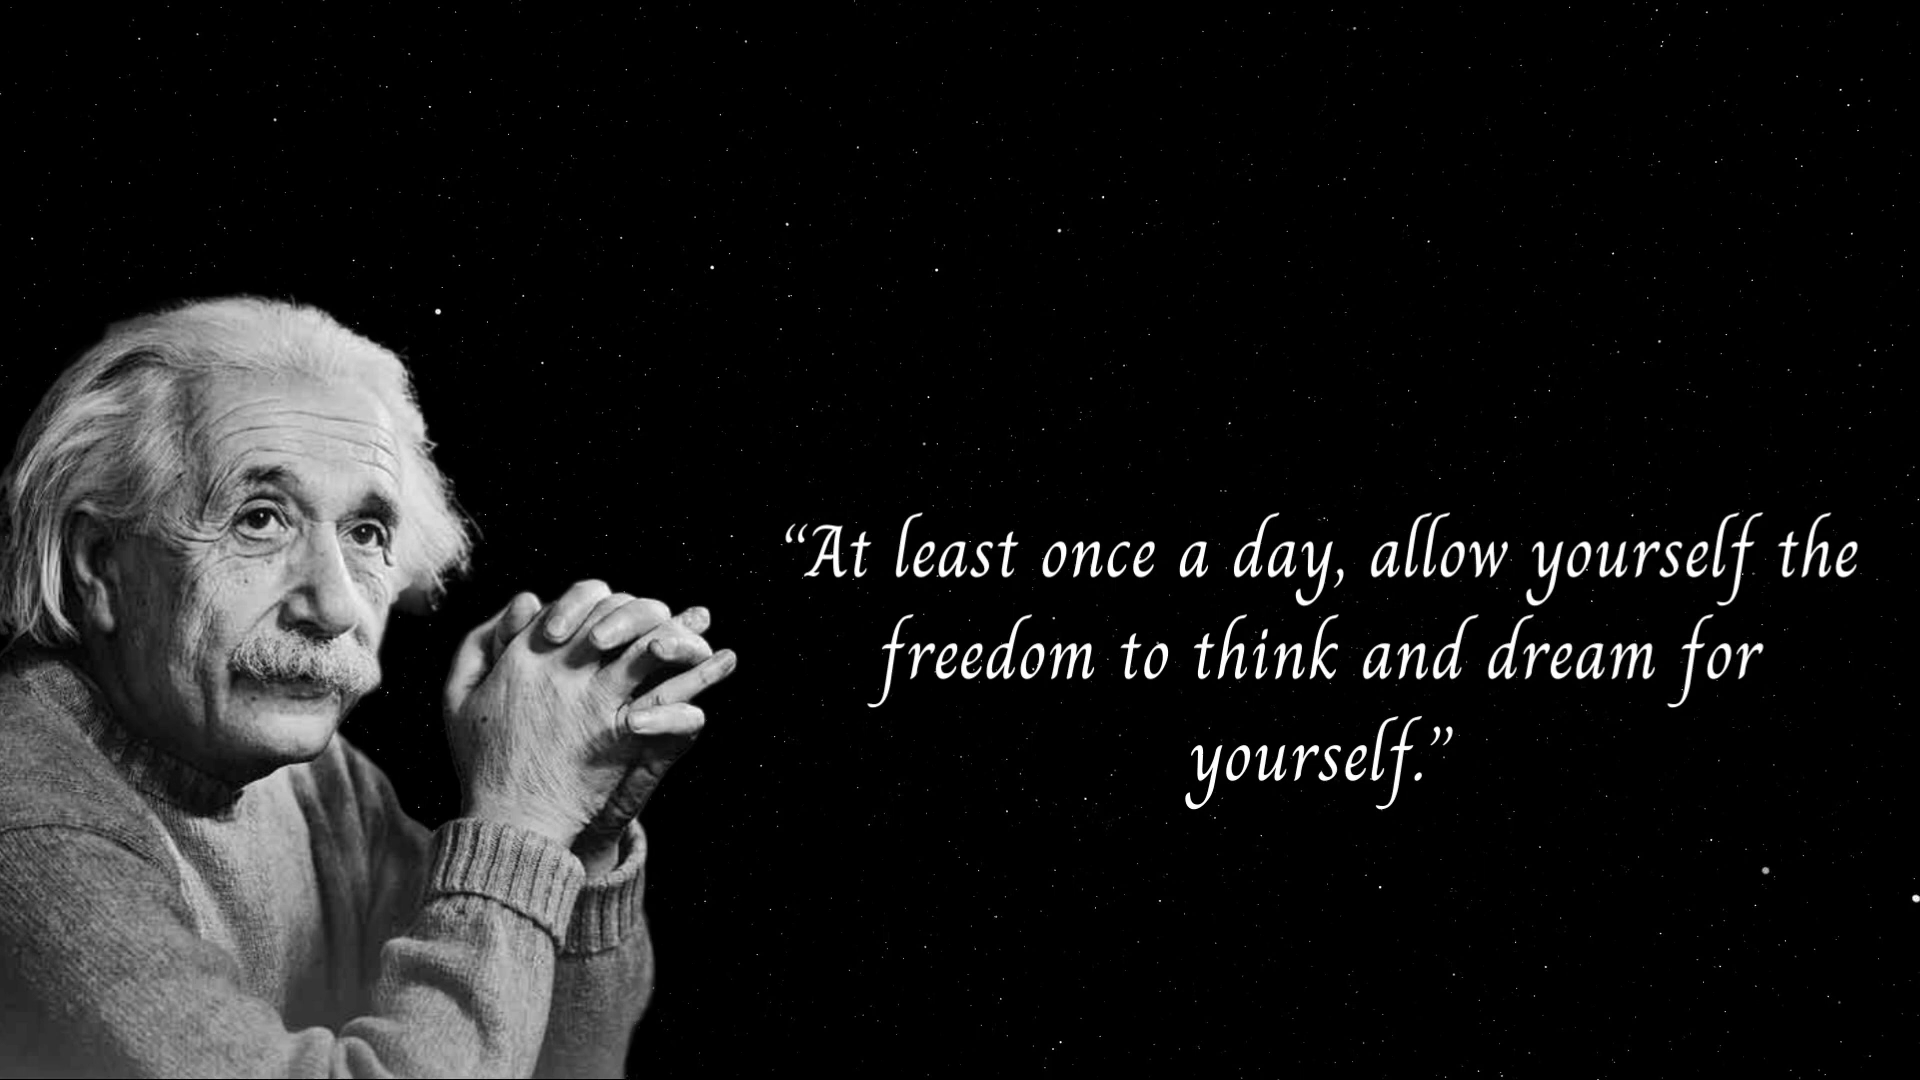 “At least once a day, allow yourself the
freedom to think and dream for
yourself.”